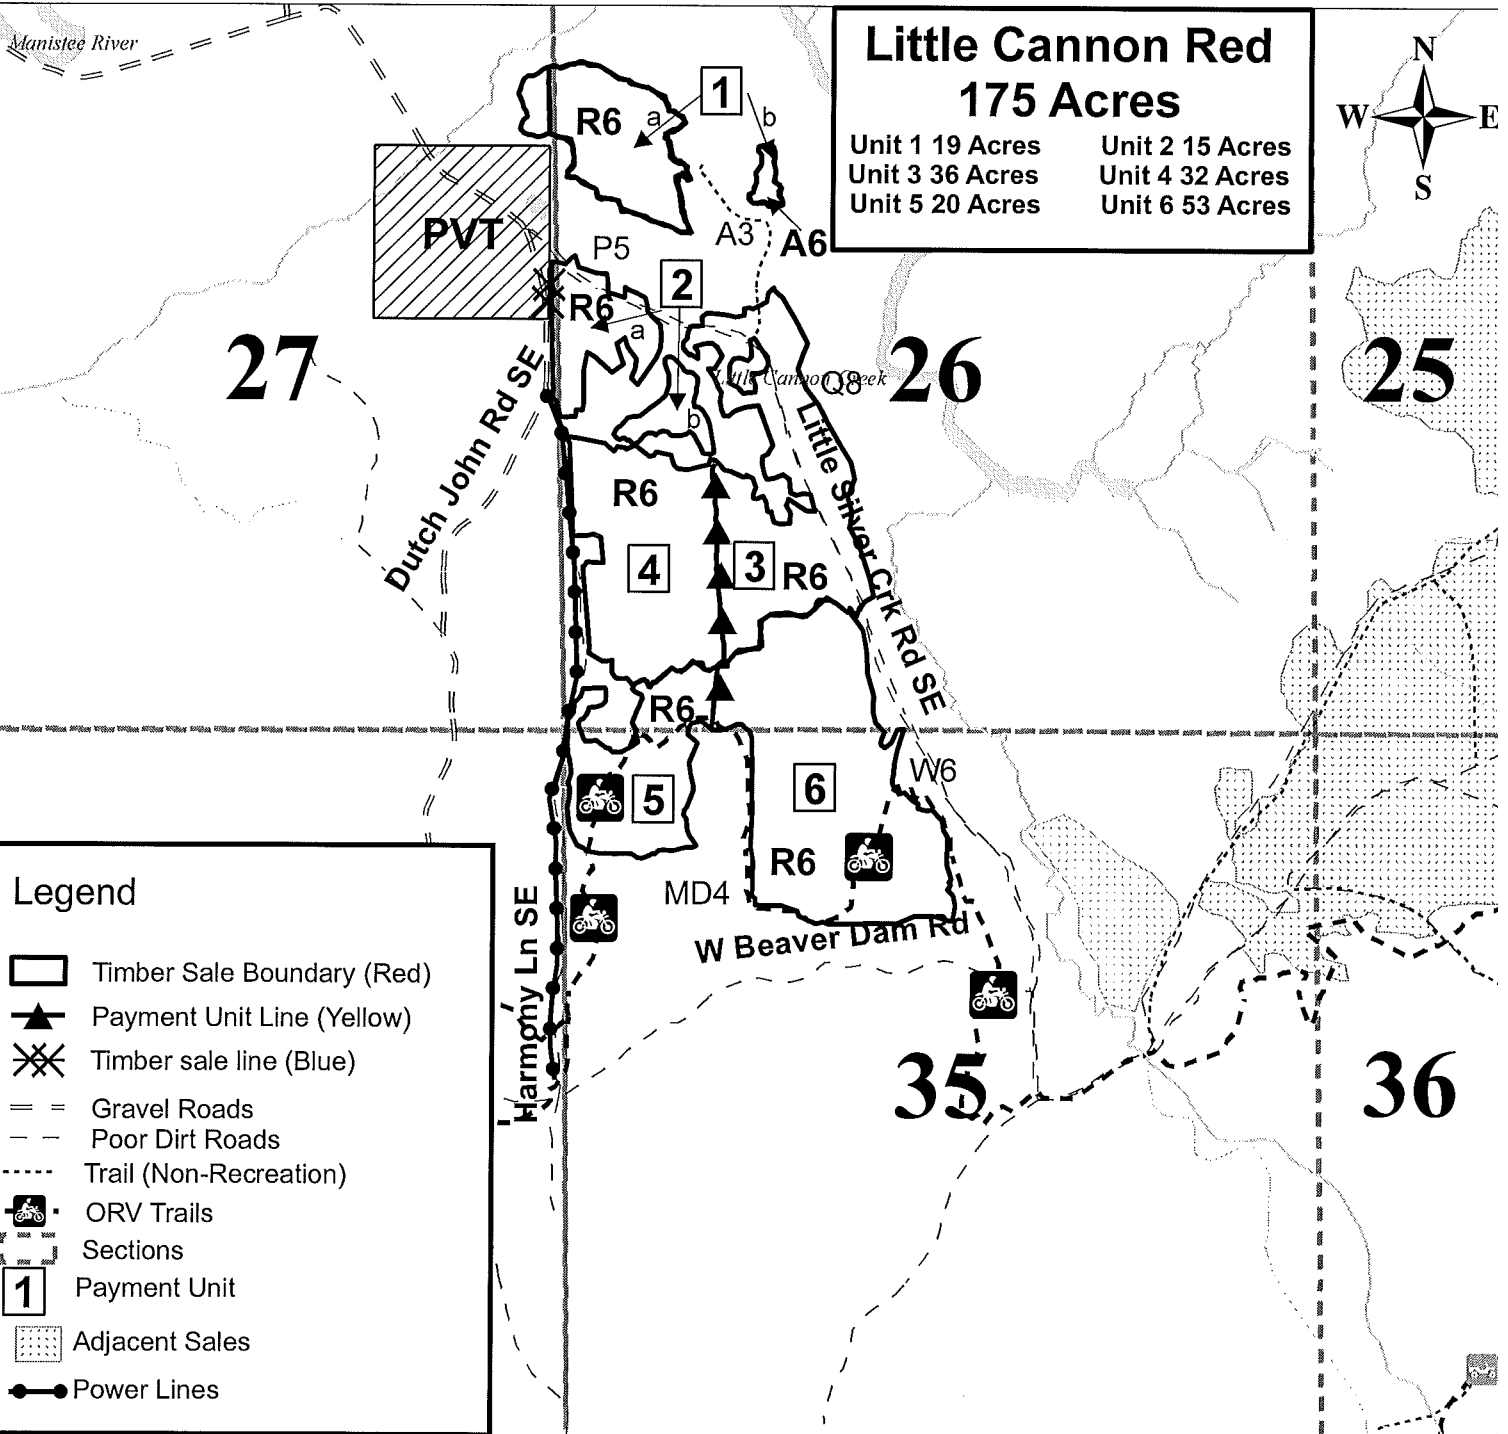 Manistee River
Little Cannon Red
175 Acres
Unit 1 19 Acres Unit 2 15 Acres
Unit 3 36 Acres Unit 4 32 Acres
Unit 5 20 Acres Unit 6 53 Acres
N
W E
S
1
a
b
R6
PVT
P5
A3
A6
2
R6
a
27
26
25
Little Cannon Creek
Q8
b
Dutch John Rd SE
Little Silver Crk Rd SE
R6
4
3
R6
R6
5
6
W6
R6
MD4
W Beaver Dam Rd
Harmony Ln SE
35
36
Legend
Timber Sale Boundary (Red)
Payment Unit Line (Yellow)
Timber sale line (Blue)
Gravel Roads
Poor Dirt Roads
Trail (Non-Recreation)
ORV Trails
Sections
1 Payment Unit
Adjacent Sales
Power Lines